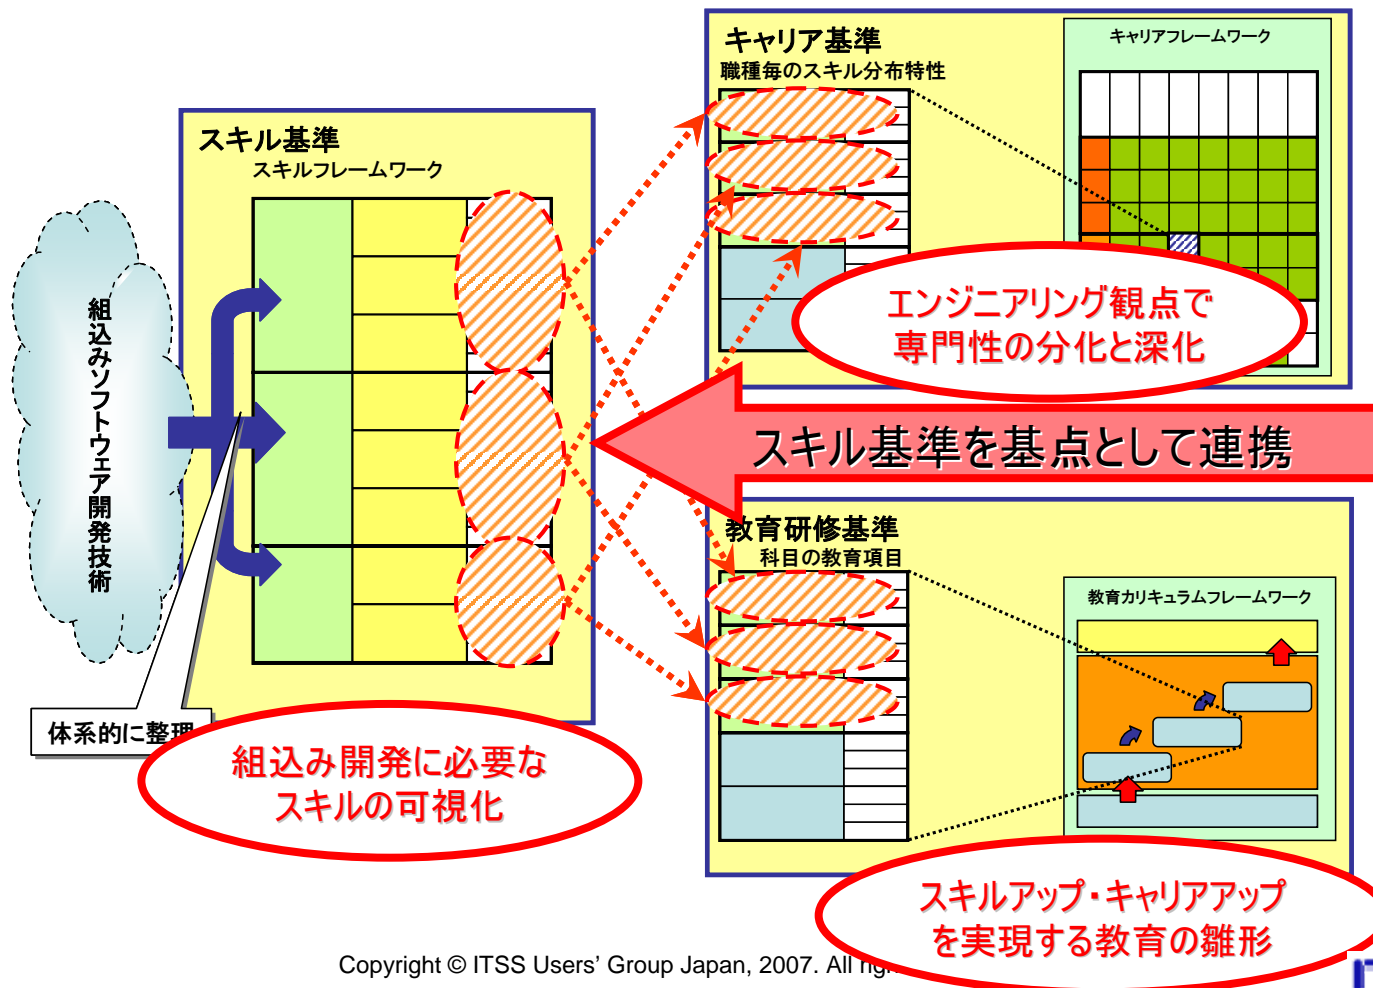 キャリア基準
職種毎のスキル分布特性
キャリアフレームワーク
スキル基準
スキルフレームワーク
組込みソフトウェア開発技術
エンジニアリング観点で
専門性の分化と深化
スキル基準を基点として連携
教育研修基準
科目の教育項目
教育カリキュラムフレームワーク
体系的に整理
組込み開発に必要な
スキルの可視化
スキルアップ・キャリアアップ
を実現する教育の雛形
Copyright © ITSS Users' Group Japan, 2007. All